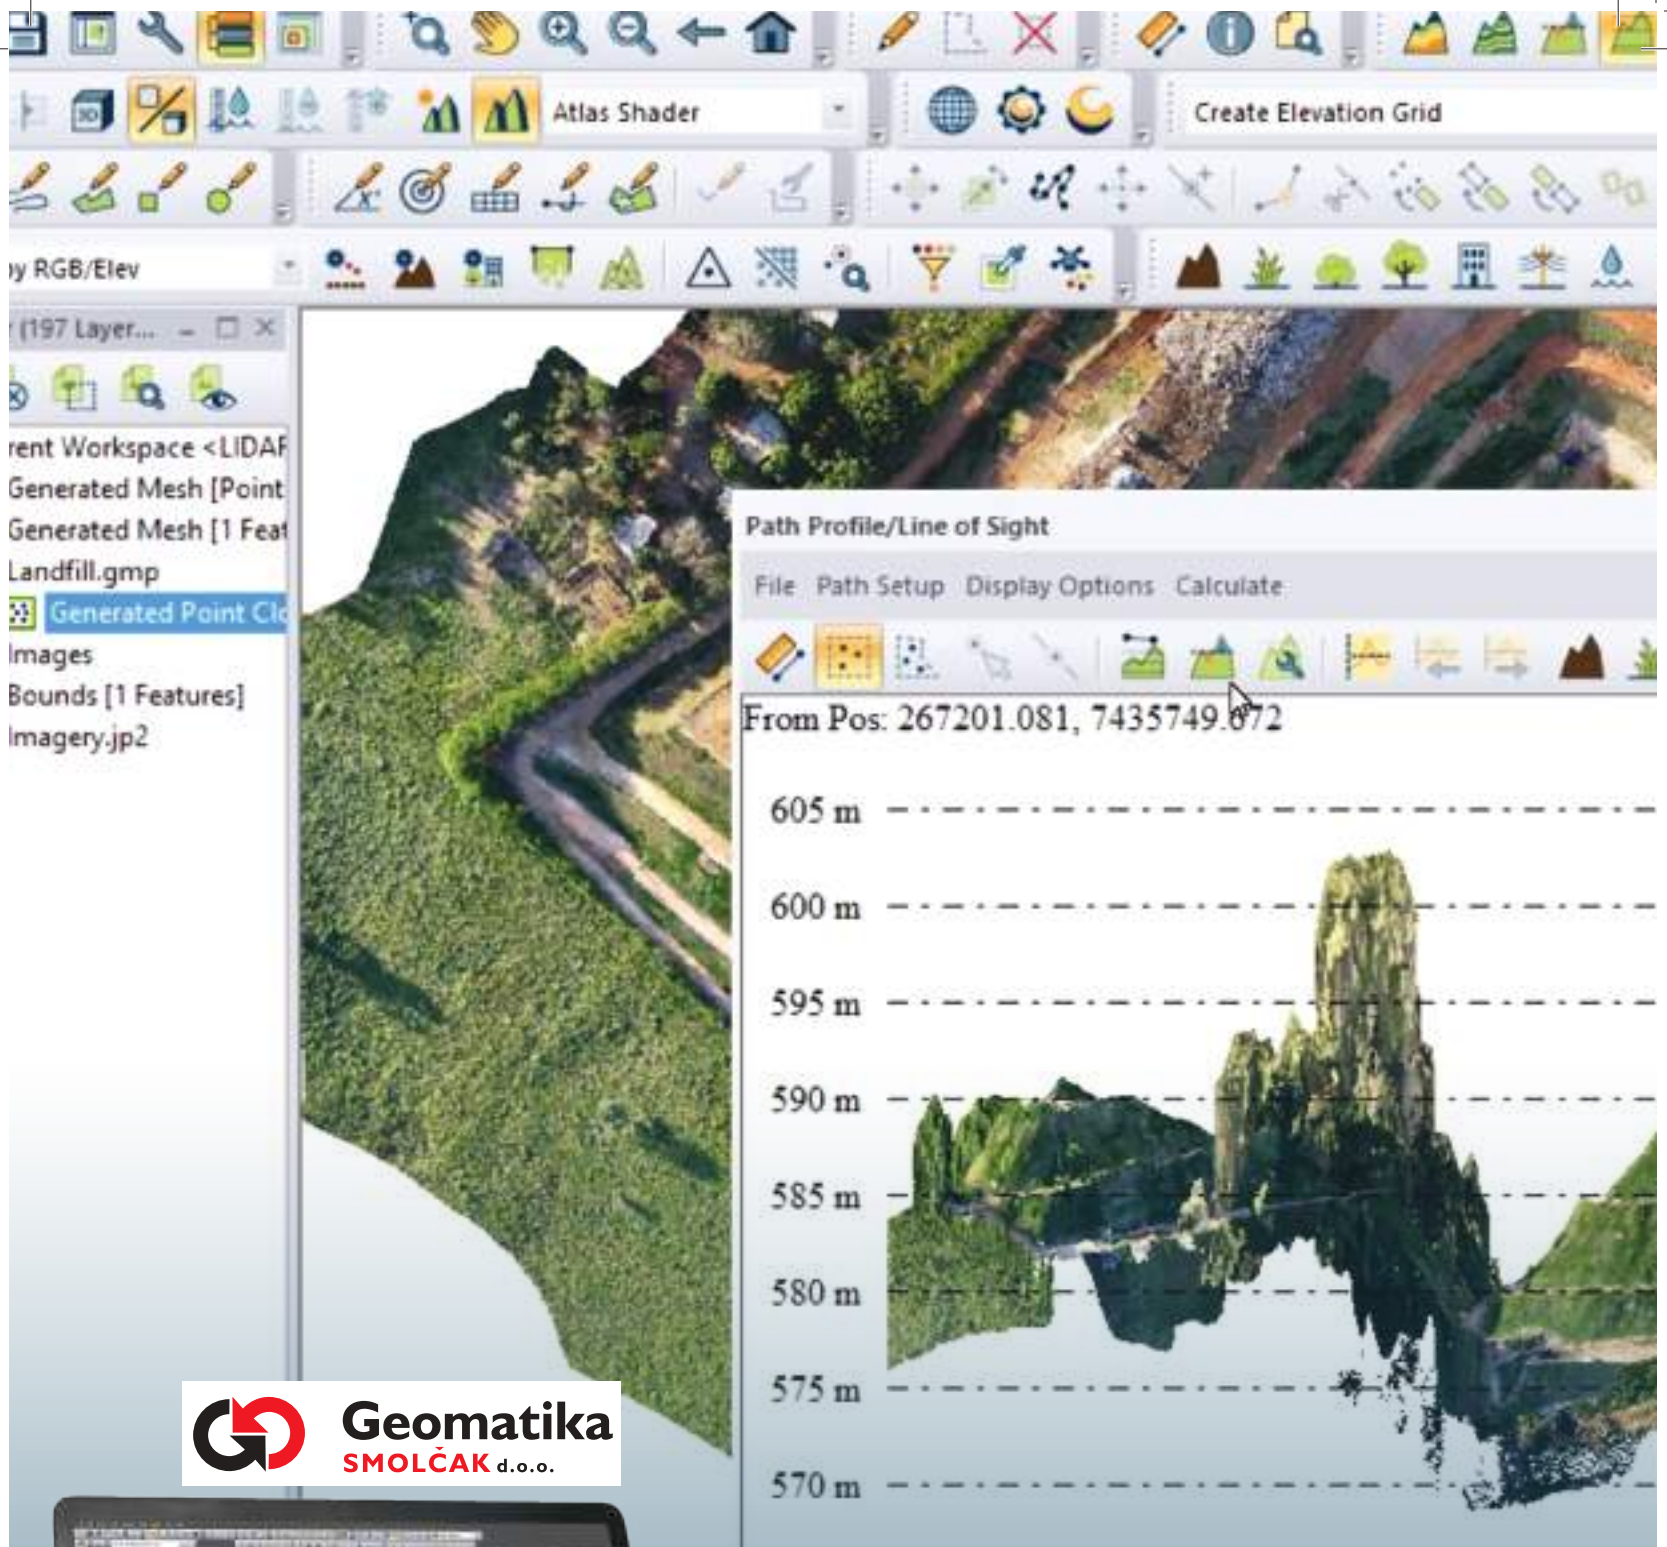 Atlas Shader
Create Elevation Grid
y RGB/Elev
(197 Layer...
rent Workspace <LIDAR
Generated Mesh [Point
Generated Mesh [1 Feat
Landfill.gmp
Generated Point Clo
Images
Bounds [1 Features]
Imagery.jp2
Path Profile/Line of Sight
File Path Setup Display Options Calculate
From Pos: 267201.081, 7435749.672
605 m
600 m
595 m
590 m
585 m
580 m
575 m
570 m
Geomatika
SMOLČAK d.o.o.